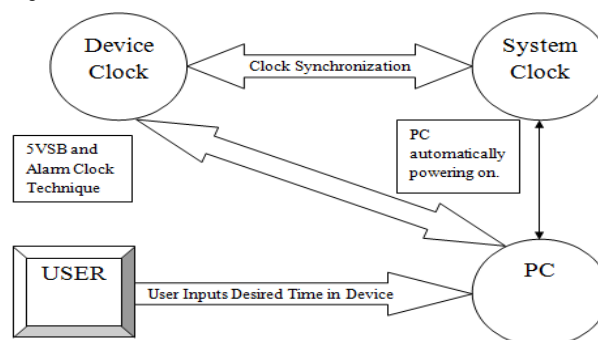 Device
Clock
Clock Synchronization
System
Clock
5VSB and
Alarm Clock
Technique
PC
automatically
powering on.
USER
User Inputs Desired Time in Device
PC